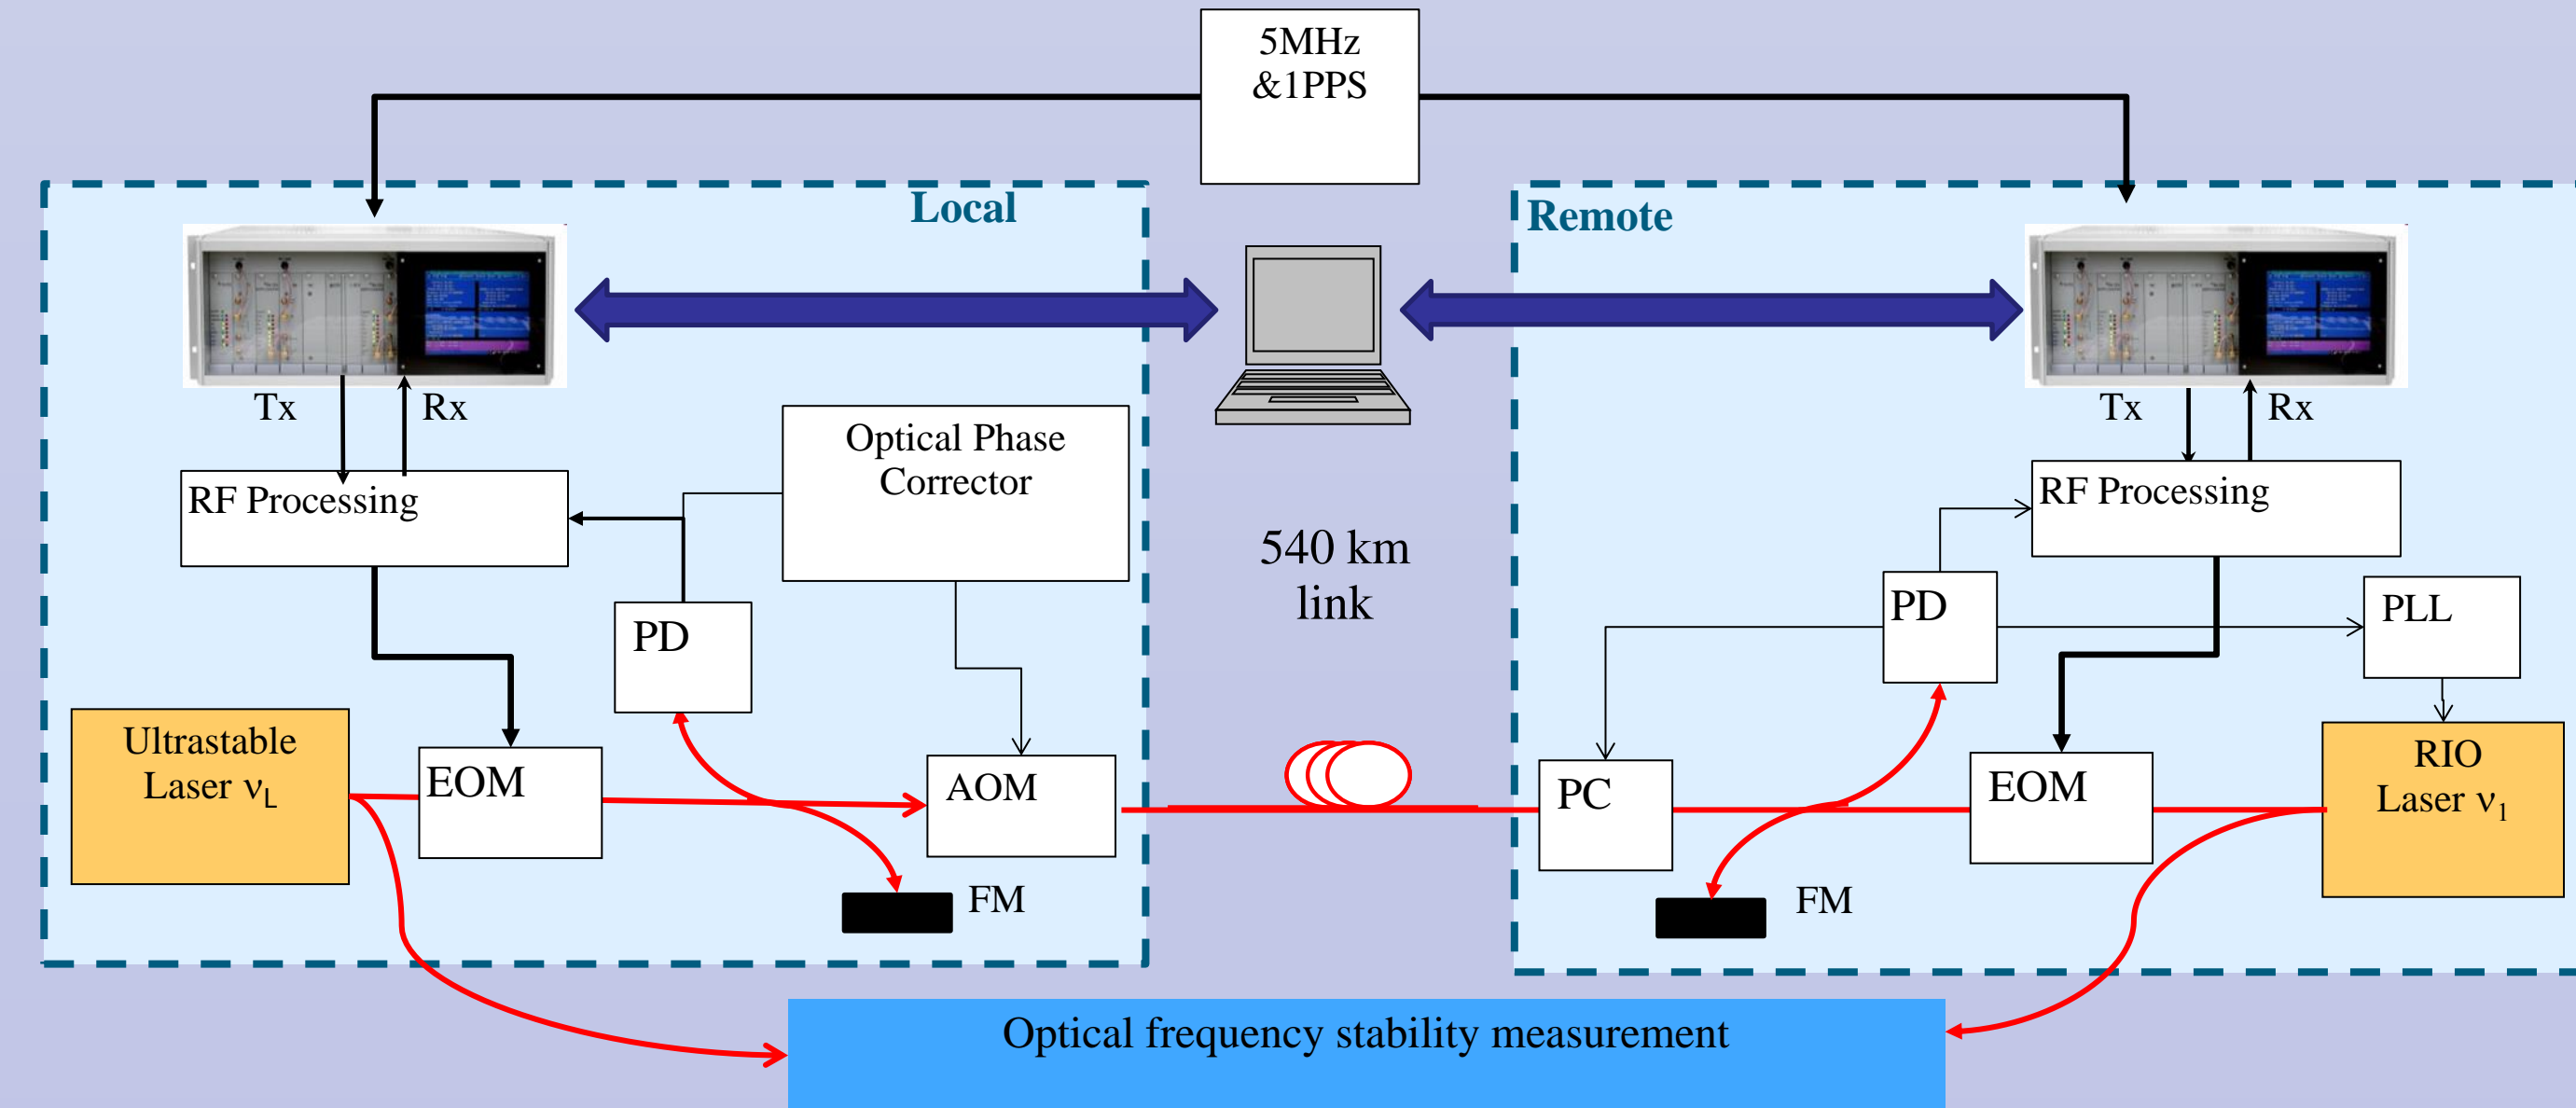 5MHz
&1PPS
Local
Remote
Tx
Rx
Tx
Rx
Optical Phase
Corrector
RF Processing
RF Processing
540 km
link
PD
PD
PLL
Ultrastable
Laser νL
EOM
AOM
PC
EOM
RIO
Laser ν1
FM
FM
Optical frequency stability measurement